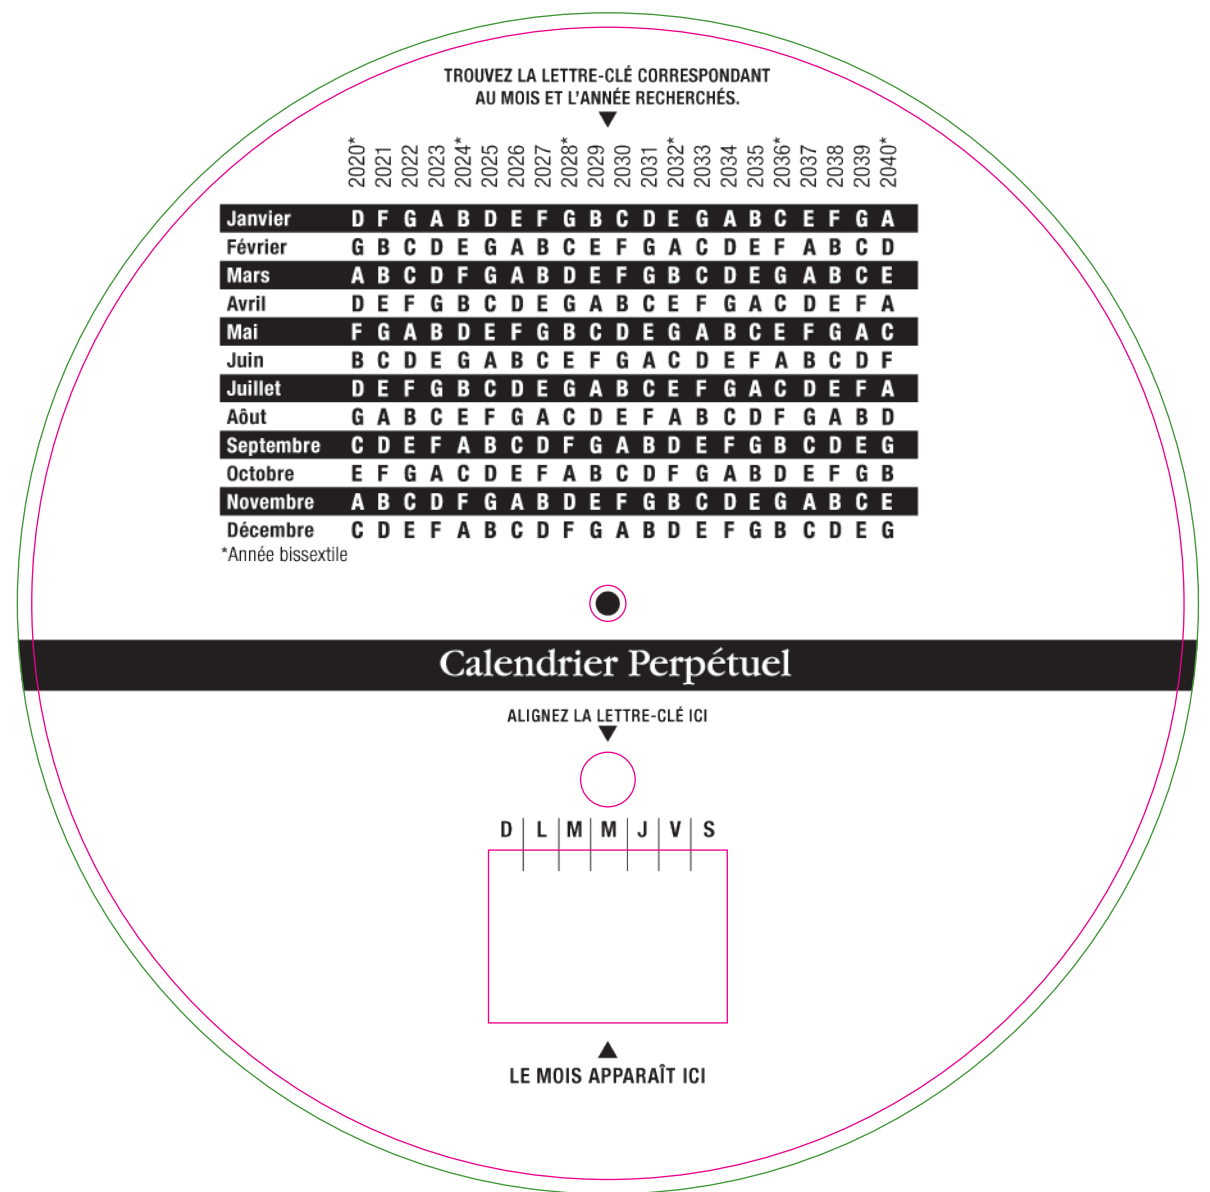 TROUVEZ LA LETTRE-CLÉ CORRESPONDANT
AU MOIS ET L'ANNÉE RECHERCHÉS.
2020* 2021 2022 2023 2024* 2025 2026 2027 2028* 2029 2030 2031 2032* 2033 2034 2035 2036* 2037 2038 2039 2040*
Janvier D F G A B D E F G B C D E G A B C E F G A
Février G B C D E G A B C E F G A C D E F A B C D
Mars A B C D F G A B D E F G B C D E G A B C E
Avril D E F G B C D E G A B C E F G A C D E F A
Mai F G A B D E F G B C D E G A B C E F G A C
Juin B C D E G A B C E F G A C D E F A B C D F
Juillet D E F G B C D E G A B C E F G A C D E F A
Aôut G A B C E F G A C D E F A B C D F G A B D
Septembre C D E F A B C D F G A B D E F G B C D E G
Octobre E F G A C D E F A B C D F G A B D E F G B
Novembre A B C D F G A B D E F G B C D E G A B C E
Décembre C D E F A B C D F G A B D E F G B C D E G
*Année bissextile
Calendrier Perpétuel
ALIGNEZ LA LETTRE-CLÉ ICI
D L M M J V S
LE MOIS APPARAÎT ICI